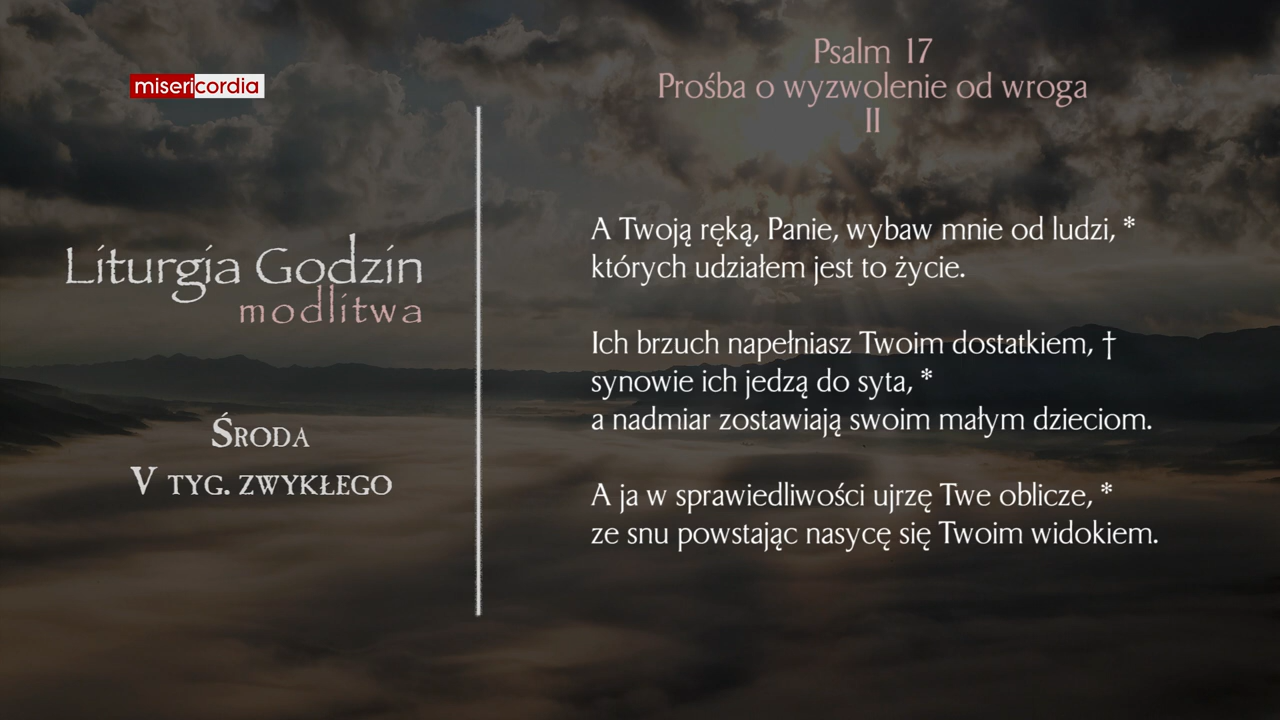 misericordia
Liturgia Godzin
modlitwa
Środa
V tyg. zwykłego
Psalm 17
Prośba o wyzwolenie od wroga
II
A Twoją ręką, Panie, wybaw mnie od ludzi, *
których udziałem jest to życie.
Ich brzuch napełniasz Twoim dostatkiem, †
synowie ich jedzą do syta, *
a nadmiar zostawiają swoim małym dzieciom.
A ja w sprawiedliwości ujrzę Twe oblicze, *
ze snu powstając nasycę się Twoim widokiem.